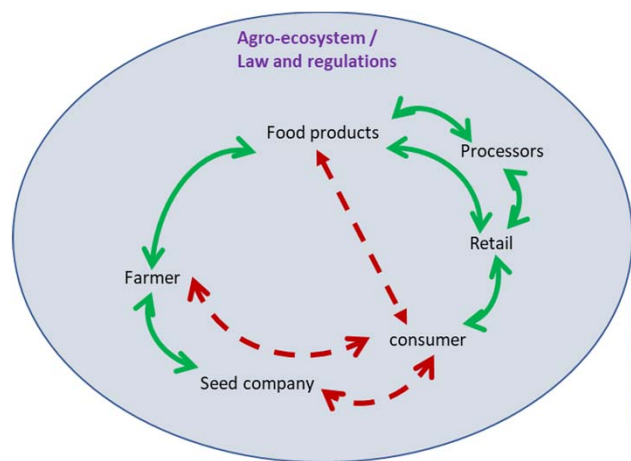 Agro-ecosystem /
Law and regulations
Food products
Processors
Retail
Farmer
consumer
Seed company